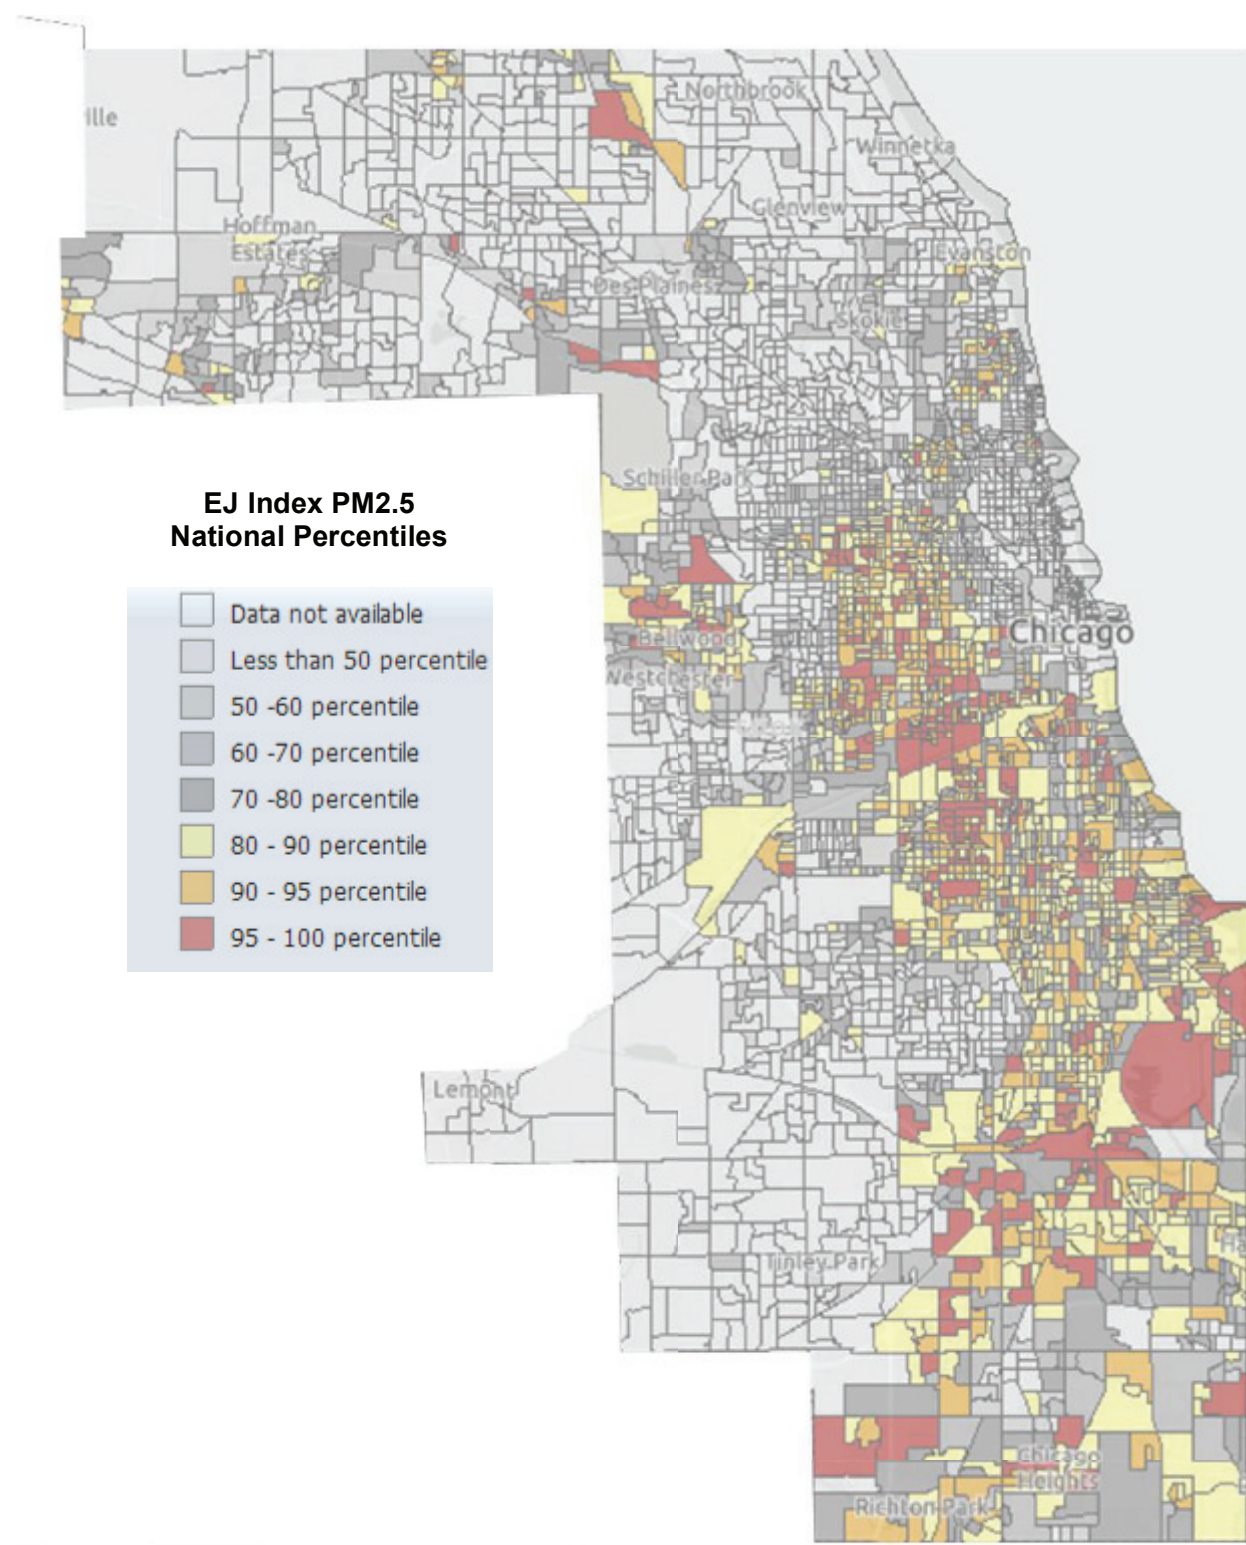 Northbrook
ille
Winnetka
Glenview
Hoffman
Estates
Evanston
Des Plaines
Skokie
Schiller Park
EJ Index PM2.5
National Percentiles
Data not available
Less than 50 percentile
50 -60 percentile
60 -70 percentile
70 -80 percentile
80 - 90 percentile
90 - 95 percentile
95 - 100 percentile
Chicago
Bellwood
Westchester
Lemont
Tinley Park
Ha
Chicago
Heights
Richton Park